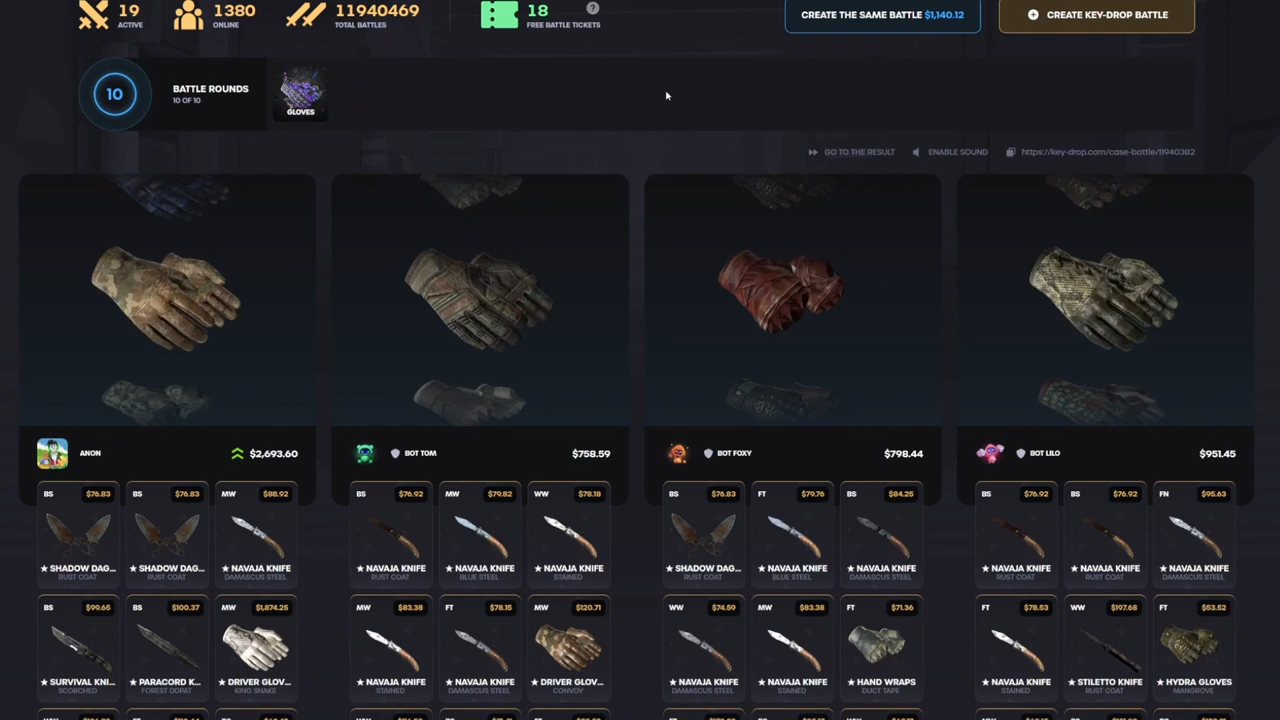 19
ACTIVE
1380
ONLINE
11940469
TOTAL BATTLES
18
FREE BATTLE TICKETS
?
CREATE THE SAME BATTLE $1,140.12
CREATE KEY-DROP BATTLE
10
BATTLE ROUNDS
10 OF 10
GLOVES
GO TO THE RESULT
ENABLE SOUND
https://key-drop.com/case-battle/11940382
ANON
$2,693.60
BOT TOM
$758.59
BOT FOXY
$798.44
BOT LILO
$951.45
BS $76.83
BS $76.83
MW $88.92
BS $76.92
MW $79.82
WW $78.18
BS $76.83
FT $79.76
BS $84.25
BS $76.92
BS $76.92
FN $95.63
★ SHADOW DAG...
RUST COAT
★ SHADOW DAG...
RUST COAT
★ NAVAJA KNIFE
DAMASCUS STEEL
★ NAVAJA KNIFE
RUST COAT
★ NAVAJA KNIFE
BLUE STEEL
★ NAVAJA KNIFE
STAINED
★ SHADOW DAG...
RUST COAT
★ NAVAJA KNIFE
BLUE STEEL
★ NAVAJA KNIFE
DAMASCUS STEEL
★ NAVAJA KNIFE
RUST COAT
★ NAVAJA KNIFE
RUST COAT
★ NAVAJA KNIFE
DAMASCUS STEEL
BS $99.65
BS $100.37
MW $1,874.25
MW $83.38
FT $78.15
MW $120.71
WW $74.59
MW $83.38
FT $71.36
FT $78.53
WW $197.68
FT $53.52
★ SURVIVAL KNI...
SCORCHED
★ PARACORD K...
FOREST DDPAT
★ DRIVER GLOV...
KING SNAKE
★ NAVAJA KNIFE
STAINED
★ NAVAJA KNIFE
DAMASCUS STEEL
★ DRIVER GLOV...
CONVOY
★ NAVAJA KNIFE
DAMASCUS STEEL
★ NAVAJA KNIFE
STAINED
★ HAND WRAPS
DUCT TAPE
★ NAVAJA KNIFE
STAINED
★ STILETTO KNIFE
RUST COAT
★ HYDRA GLOVES
MANGROVE